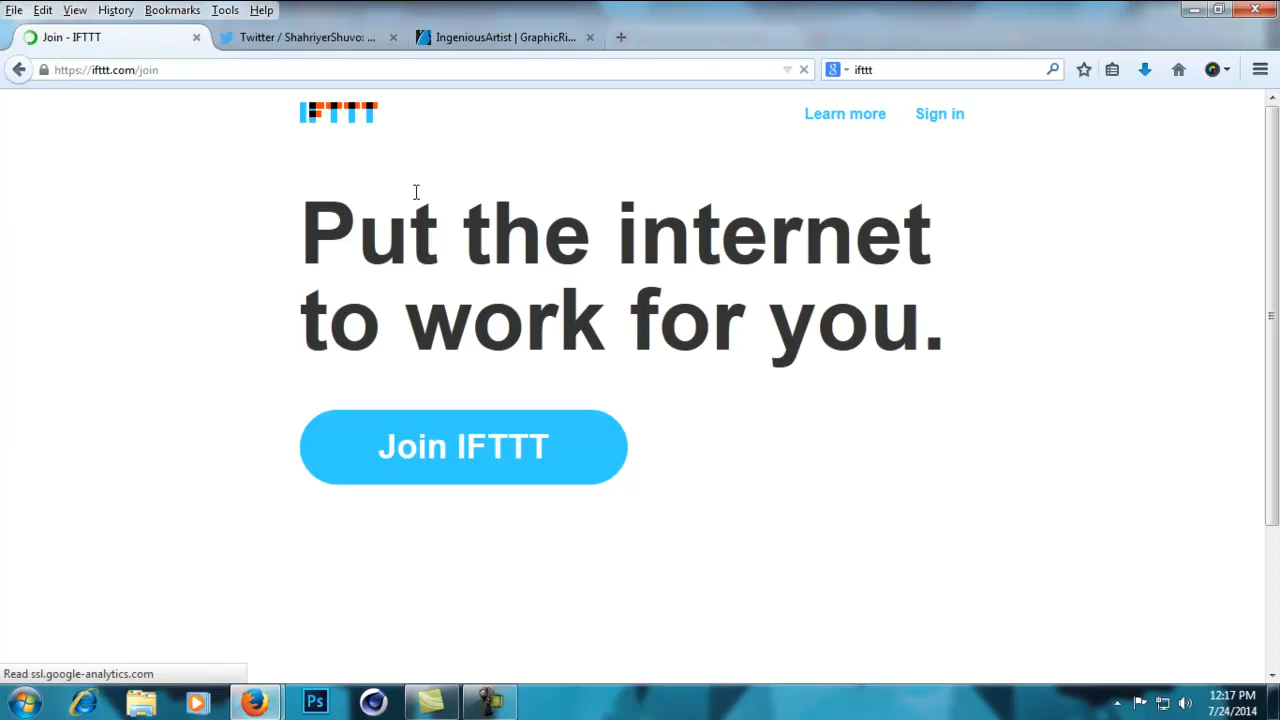 File Edit View History Bookmarks Tools Help
Join - IFTTT
Twitter / ShahriyerShuvo: ...
IngeniousArtist | GraphicRi...
https://ifttt.com/join
ifttt
IFTTT
Learn more Sign in
Put the internet
to work for you.
Join IFTTT
Read ssl.google-analytics.com
Ps
12:17 PM
7/24/2014